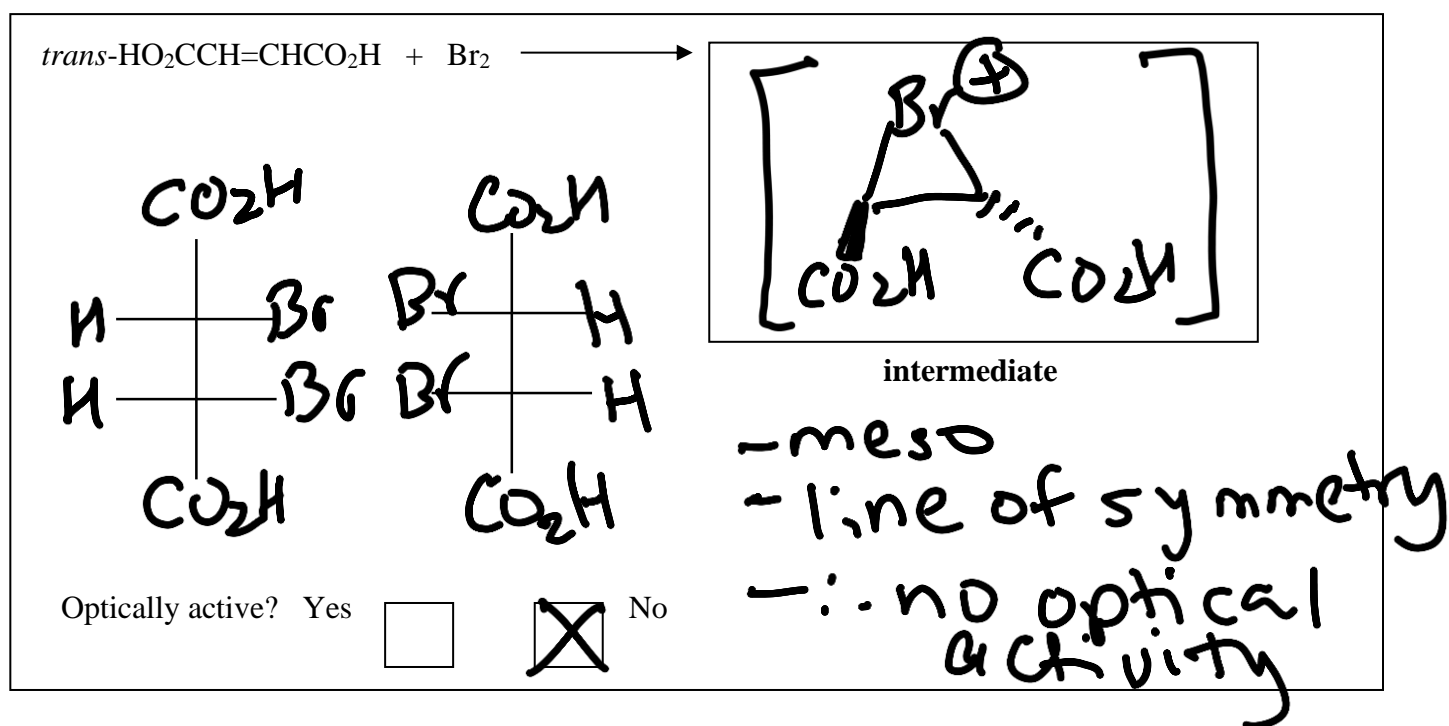 trans-HO₂CCH=CHCO₂H + Br₂
Br +
CO₂H CO₂H
intermediate
CO₂H CO₂H
H Br Br H
H Br Br H
CO₂H CO₂H
-meso
-line of symmetry
-∴ no optical
activity
Optically active? Yes No